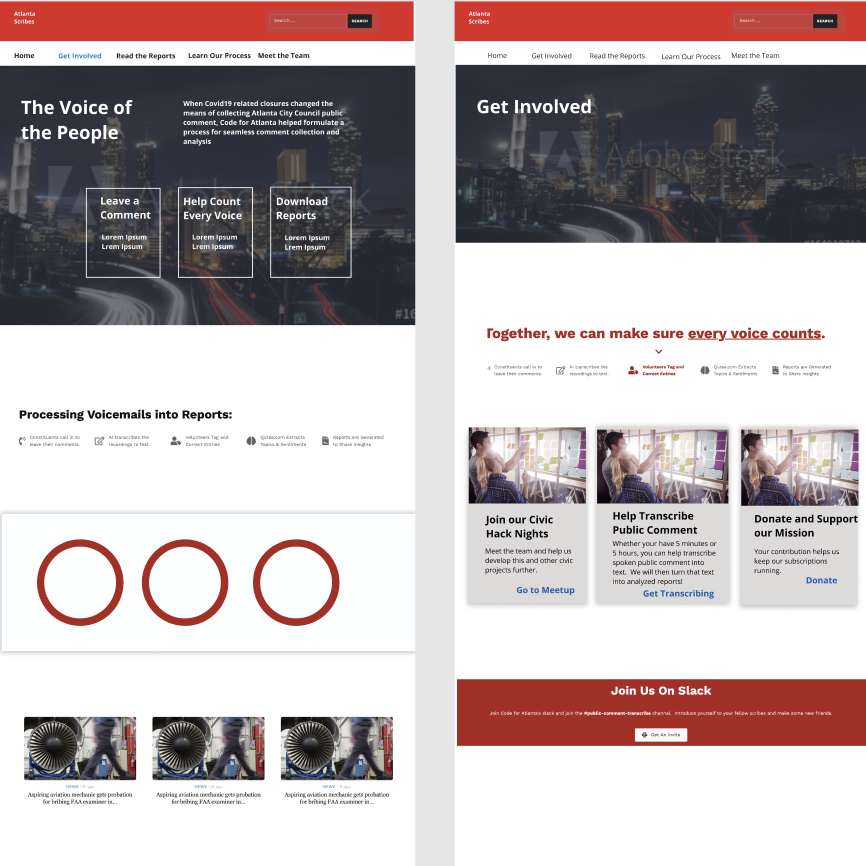 Atlanta
Scribes
Search ...
SEARCH
Home
Get Involved
Read the Reports
Learn Our Process
Meet the Team
The Voice of
the People
When Covid19 related closures changed the
means of collecting Atlanta City Council public
comment, Code for Atlanta helped formulate a
process for seamless comment collection and
analysis
Leave a
Comment
Lorem Ipsum
Lrem Ipsum
Help Count
Every Voice
Lorem Ipsum
Lrem Ipsum
Download
Reports
Lorem Ipsum
Lrem Ipsum
#16
Processing Voicemails into Reports:
Constituents call in to
leave their comments.
AI transcribes the
recordings to text.
Volunteers Tag and
Correct Entries
Qutee.com Extracts
Topics & Sentiments
Reports are Generated
to Share Insights
NEWS
Aspiring aviation mechanic gets probation
for bribing FAA examiner in...
NEWS
Aspiring aviation mechanic gets probation
for bribing FAA examiner in...
NEWS
Aspiring aviation mechanic gets probation
for bribing FAA examiner in...
Atlanta
Scribes
Search ...
SEARCH
Home
Get Involved
Read the Reports
Learn Our Process
Meet the Team
Get Involved
Adobe Stock
Together, we can make sure every voice counts.
Constituents call in to
leave their comments.
AI transcribes the
recordings to text.
Volunteers Tag and
Correct Entries
Qutee.com Extracts
Topics & Sentiments
Reports are Generated
to Share Insights
Join our Civic
Hack Nights
Meet the team and help us
develop this and other civic
projects further.
Go to Meetup
Help Transcribe
Public Comment
Whether your have 5 minutes or
5 hours, you can help transcribe
spoken public comment into
text. We will then turn that text
into analyzed reports!
Get Transcribing
Donate and Support
our Mission
Your contribution helps us
keep our subscriptions
running.
Donate
Join Us On Slack
Join Code for Atlanta's slack and join the #public-comment-transcribe channel. Introduce yourself to your fellow scribes and make some new friends.
Get An Invite